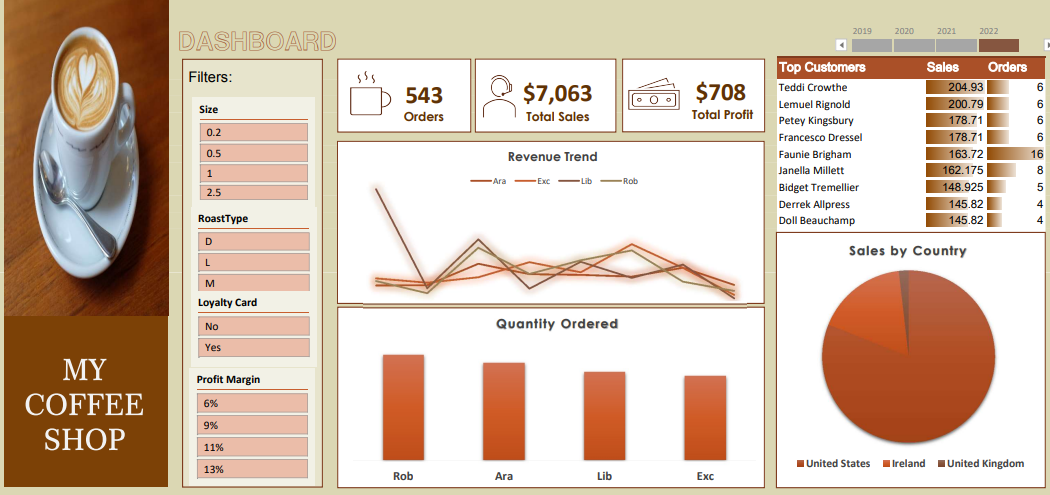 DASHBOARD
MY
COFFEE
SHOP
Filters:
Size
0.2
0.5
1
2.5
RoastType
D
L
M
Loyalty Card
No
Yes
Profit Margin
6%
9%
11%
13%
543
Orders
$7,063
Total Sales
$708
Total Profit
Revenue Trend
Ara Exc Lib Rob
Quantity Ordered
Rob Ara Lib Exc
2019 2020 2021 2022
Top Customers Sales Orders
Teddi Crowthe 204.93 6
Lemuel Rignold 200.79 6
Petey Kingsbury 178.71 6
Francesco Dressel 178.71 6
Faunie Brigham 163.72 16
Janella Millett 162.175 8
Bidget Tremellier 148.925 5
Derrek Allpress 145.82 4
Doll Beauchamp 145.82 4
Sales by Country
United States Ireland United Kingdom